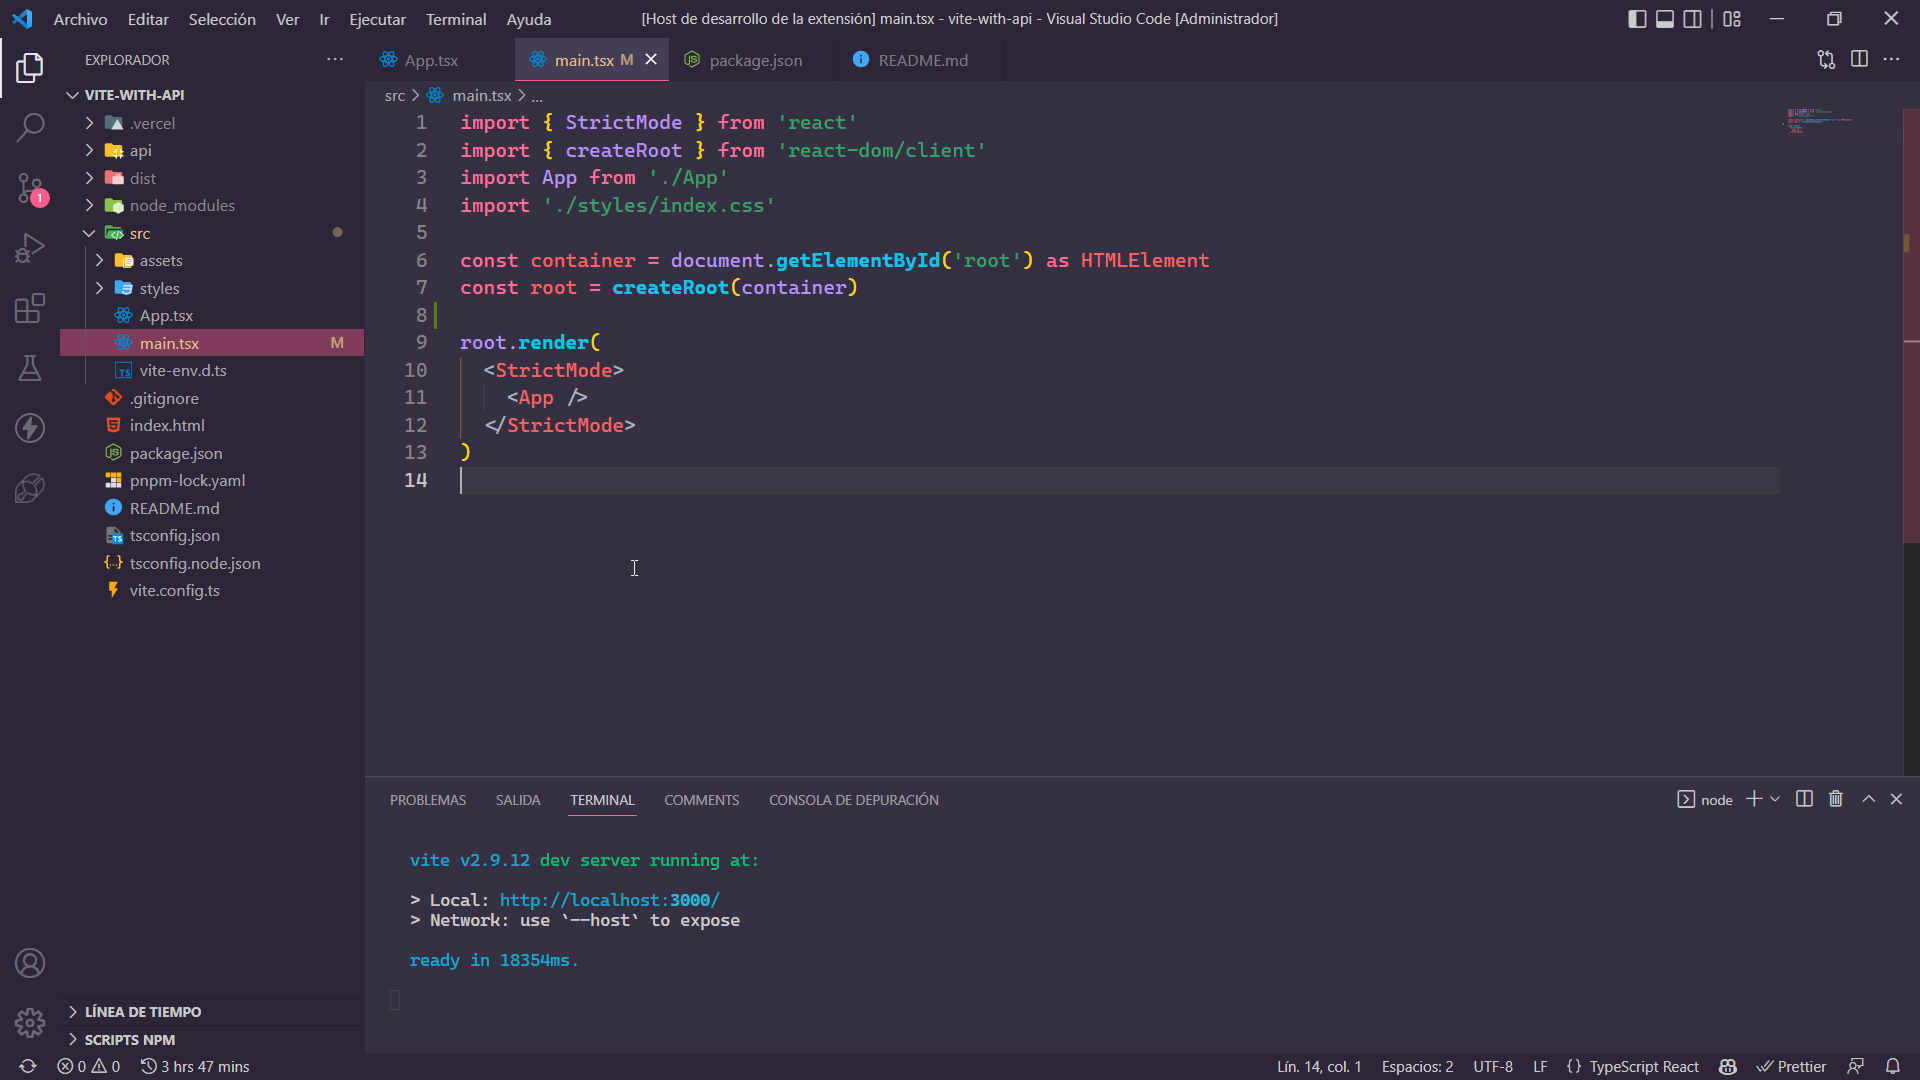 Archivo Editar Selección Ver Ir Ejecutar Terminal Ayuda
[Host de desarrollo de la extensión] main.tsx - vite-with-api - Visual Studio Code [Administrador]
EXPLORADOR
VITE-WITH-API
.vercel
api
dist
node_modules
src
assets
styles
App.tsx
main.tsx M
vite-env.d.ts
.gitignore
index.html
package.json
pnpm-lock.yaml
README.md
tsconfig.json
tsconfig.node.json
vite.config.ts
LÍNEA DE TIEMPO
SCRIPTS NPM
1
App.tsx main.tsx M package.json README.md
src > main.tsx > ...
1 import { StrictMode } from 'react'
2 import { createRoot } from 'react-dom/client'
3 import App from './App'
4 import './styles/index.css'
5
6 const container = document.getElementById('root') as HTMLElement
7 const root = createRoot(container)
8
9 root.render(
10 <StrictMode>
11 <App />
12 </StrictMode>
13 )
14
PROBLEMAS SALIDA TERMINAL COMMENTS CONSOLA DE DEPURACIÓN
node
vite v2.9.12 dev server running at:
> Local: http://localhost:3000/
> Network: use `--host` to expose
ready in 18354ms.
0 0 3 hrs 47 mins
Lín. 14, col. 1 Espacios: 2 UTF-8 LF {} TypeScript React Prettier